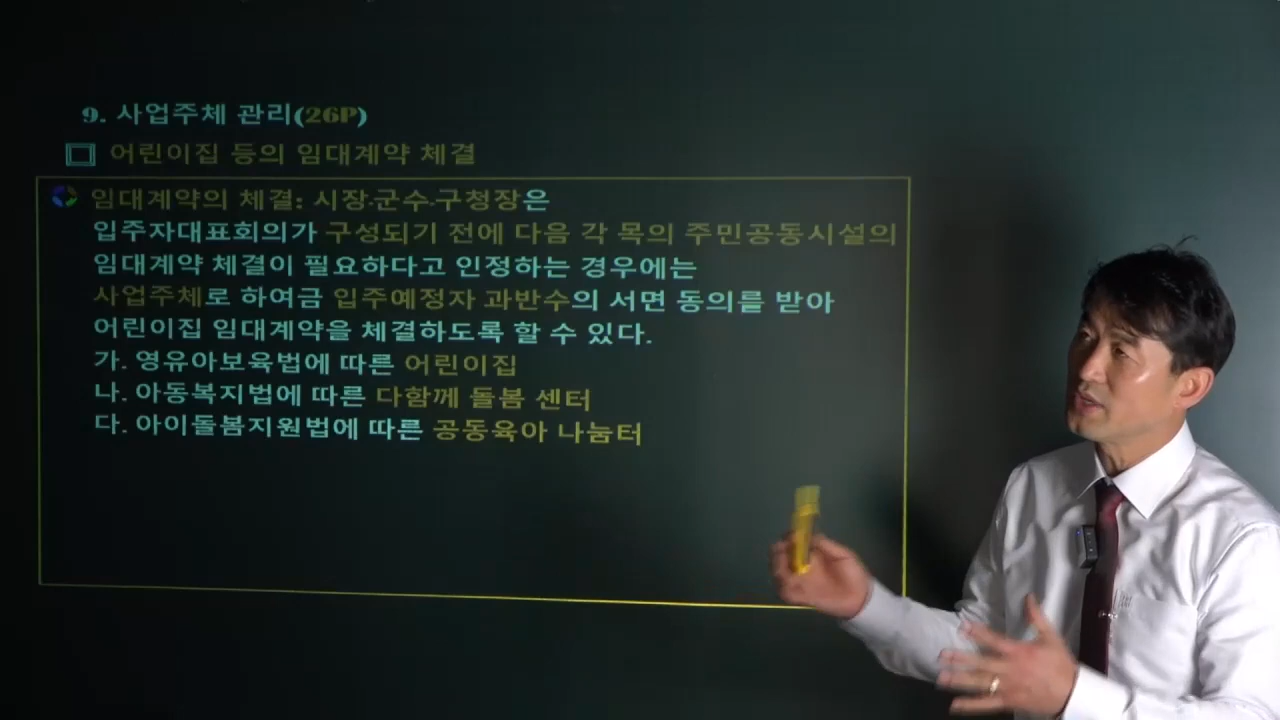 9. 사업주체 관리(26P)
어린이집 등의 임대계약 체결
임대계약의 체결: 시장·군수·구청장은
입주자대표회의가 구성되기 전에 다음 각 목의 주민공동시설의
임대계약 체결이 필요하다고 인정하는 경우에는
사업주체로 하여금 입주예정자 과반수의 서면 동의를 받아
어린이집 임대계약을 체결하도록 할 수 있다.
가. 영유아보육법에 따른 어린이집
나. 아동복지법에 따른 다함께 돌봄 센터
다. 아이돌봄지원법에 따른 공동육아 나눔터